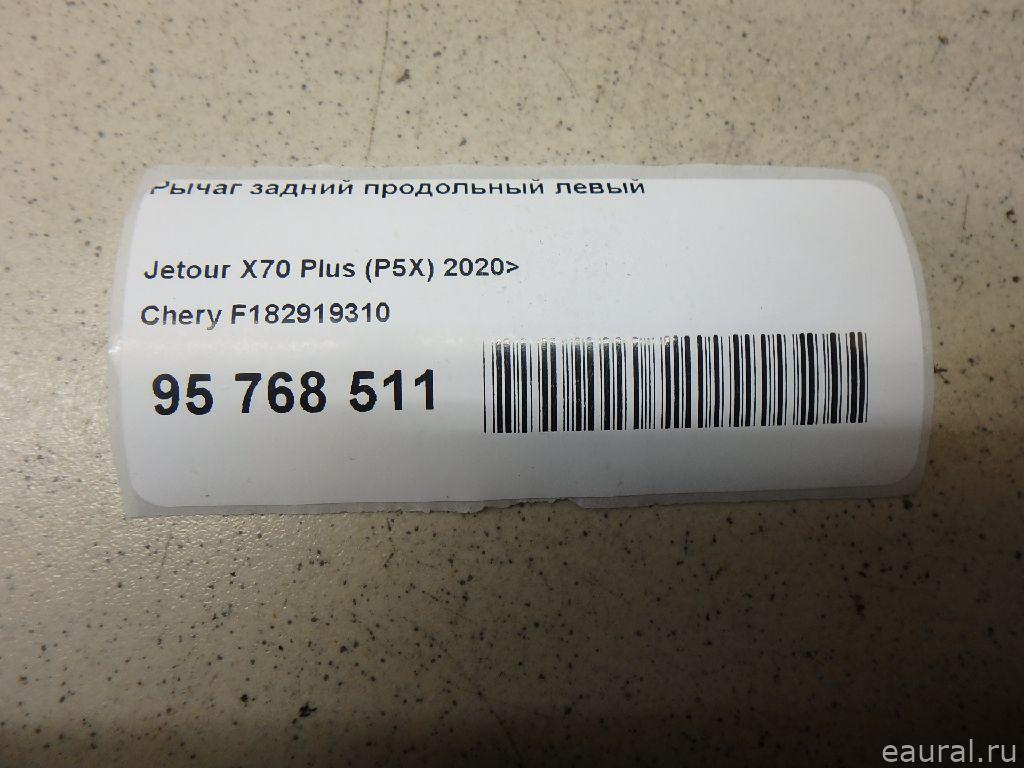 Рычаг задний продольный левый
Jetour X70 Plus (P5X) 2020>
Chery F182919310
95 768 511
eaural.ru